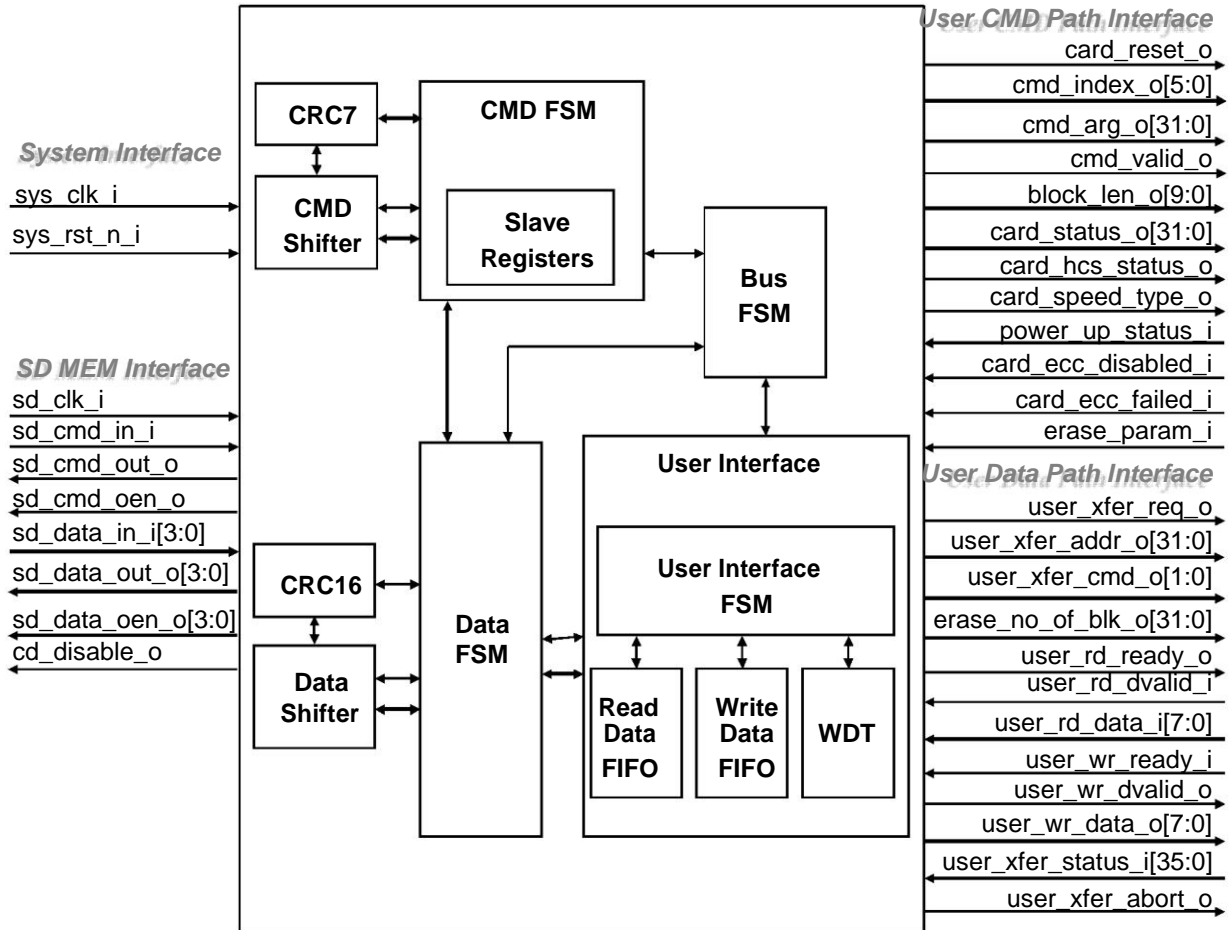 System Interface
sys_clk_i
sys_rst_n_i
SD MEM Interface
sd_clk_i
sd_cmd_in_i
sd_cmd_out_o
sd_cmd_oen_o
sd_data_in_i[3:0]
sd_data_out_o[3:0]
sd_data_oen_o[3:0]
cd_disable_o
CRC7
CMD
Shifter
CMD FSM
Slave
Registers
Bus
FSM
CRC16
Data
Shifter
Data
FSM
User Interface
User Interface
FSM
Read
Data
FIFO
Write
Data
FIFO
WDT
User CMD Path Interface
card_reset_o
cmd_index_o[5:0]
cmd_arg_o[31:0]
cmd_valid_o
block_len_o[9:0]
card_status_o[31:0]
card_hcs_status_o
card_speed_type_o
power_up_status_i
card_ecc_disabled_i
card_ecc_failed_i
erase_param_i
User Data Path Interface
user_xfer_req_o
user_xfer_addr_o[31:0]
user_xfer_cmd_o[1:0]
erase_no_of_blk_o[31:0]
user_rd_ready_o
user_rd_dvalid_i
user_rd_data_i[7:0]
user_wr_ready_i
user_wr_dvalid_o
user_wr_data_o[7:0]
user_xfer_status_i[35:0]
user_xfer_abort_o